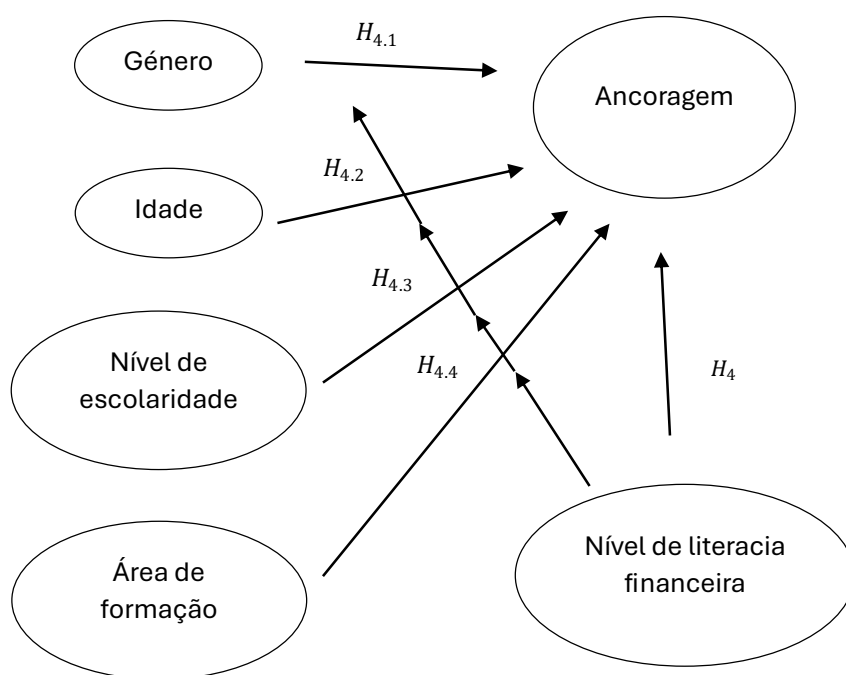 Género
H4.1
Ancoragem
Idade
H4.2
Nível de
escolaridade
H4.3
H4.4
H4
Área de
formação
Nível de literacia
financeira